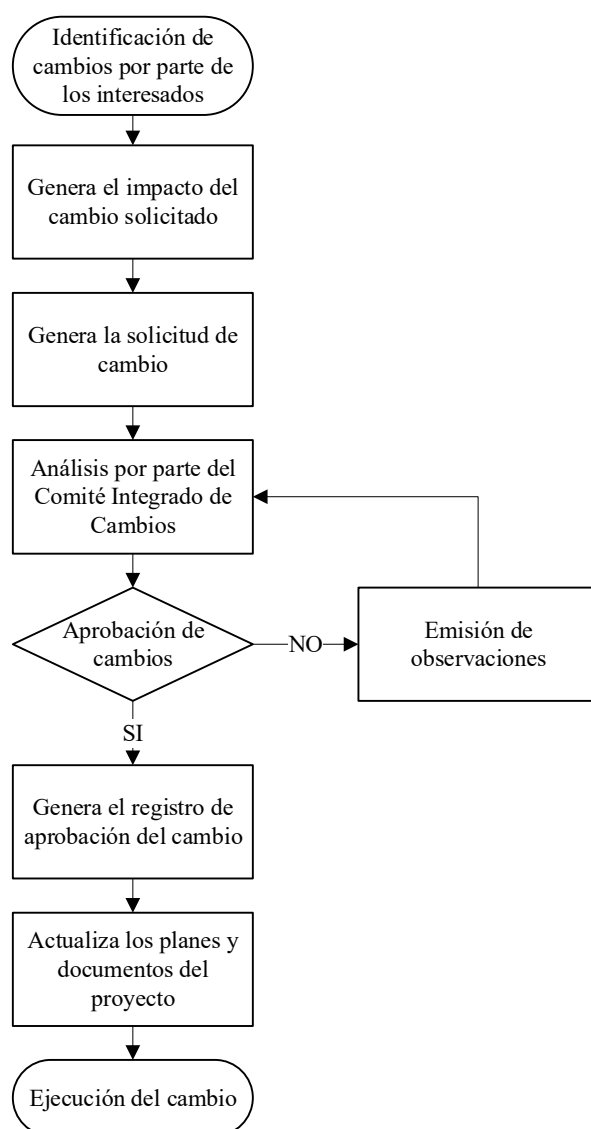 Identificación de
cambios por parte de
los interesados
Genera el impacto del
cambio solicitado
Genera la solicitud de
cambio
Análisis por parte del
Comité Integrado de
Cambios
Aprobación de
cambios
NO
Emisión de
observaciones
SI
Genera el registro de
aprobación del cambio
Actualiza los planes y
documentos del
proyecto
Ejecución del cambio